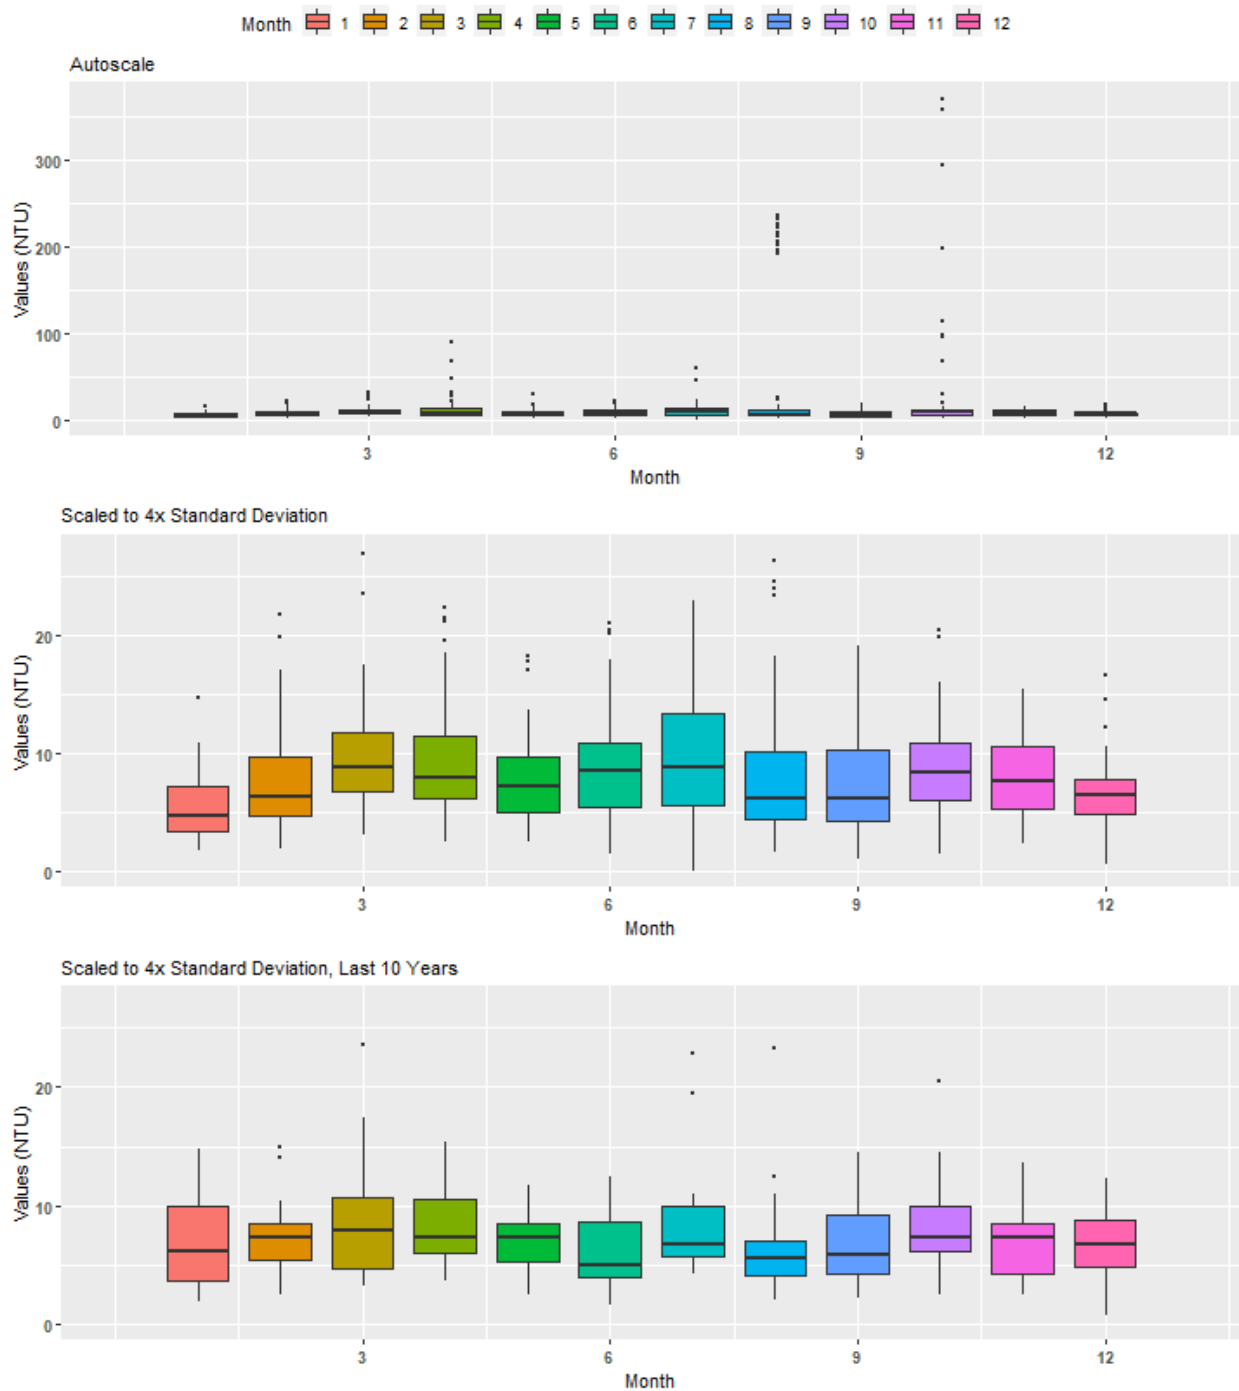 Month 1 2 3 4 5 6 7 8 9 10 11 12
Autoscale
Values (NTU)
300
200
100
0
3 6 9 12
Month
Scaled to 4x Standard Deviation
Values (NTU)
20
10
0
3 6 9 12
Month
Scaled to 4x Standard Deviation, Last 10 Years
Values (NTU)
20
10
0
3 6 9 12
Month